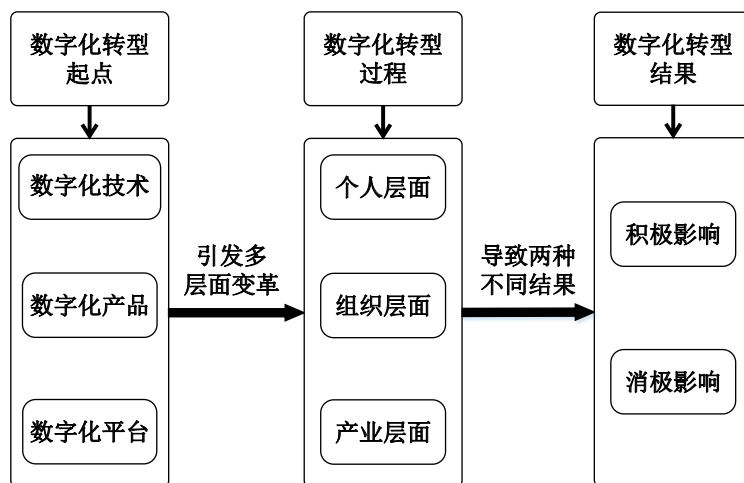 数字化转型
起点
数字化转型
过程
数字化转型
结果
数字化技术
数字化产品
数字化平台
引发多
层面变革
个人层面
组织层面
产业层面
导致两种
不同结果
积极影响
消极影响